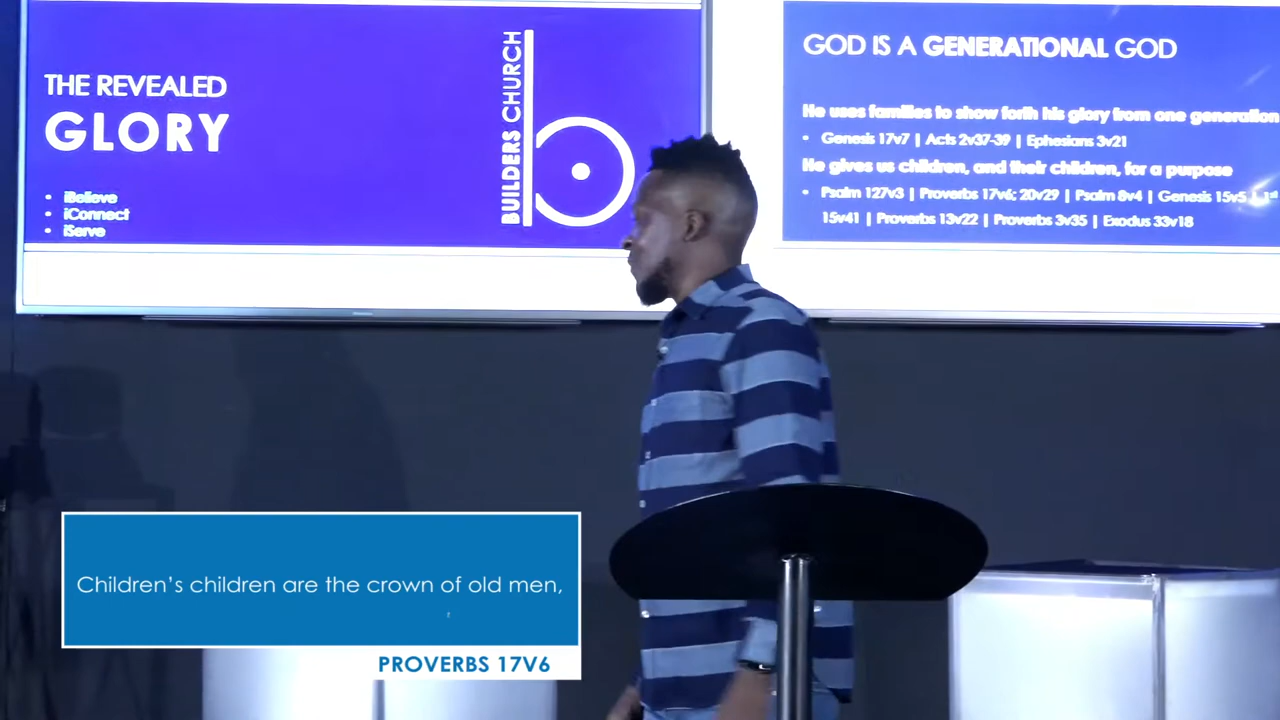 THE REVEALED
GLORY
• iBelieve
• iConnect
• iServe
BUILDERS CHURCH
GOD IS A GENERATIONAL GOD
He uses families to show forth his glory from one generation
• Genesis 17v7 | Acts 2v37-39 | Ephesians 3v21
He gives us children, and their children, for a purpose
• Psalm 127v3 | Proverbs 17v6; 20v29 | Psalm 8v4 | Genesis 15v5 | 1st
15v41 | Proverbs 13v22 | Proverbs 3v35 | Exodus 33v18
Children’s children are the crown of old men,
PROVERBS 17V6